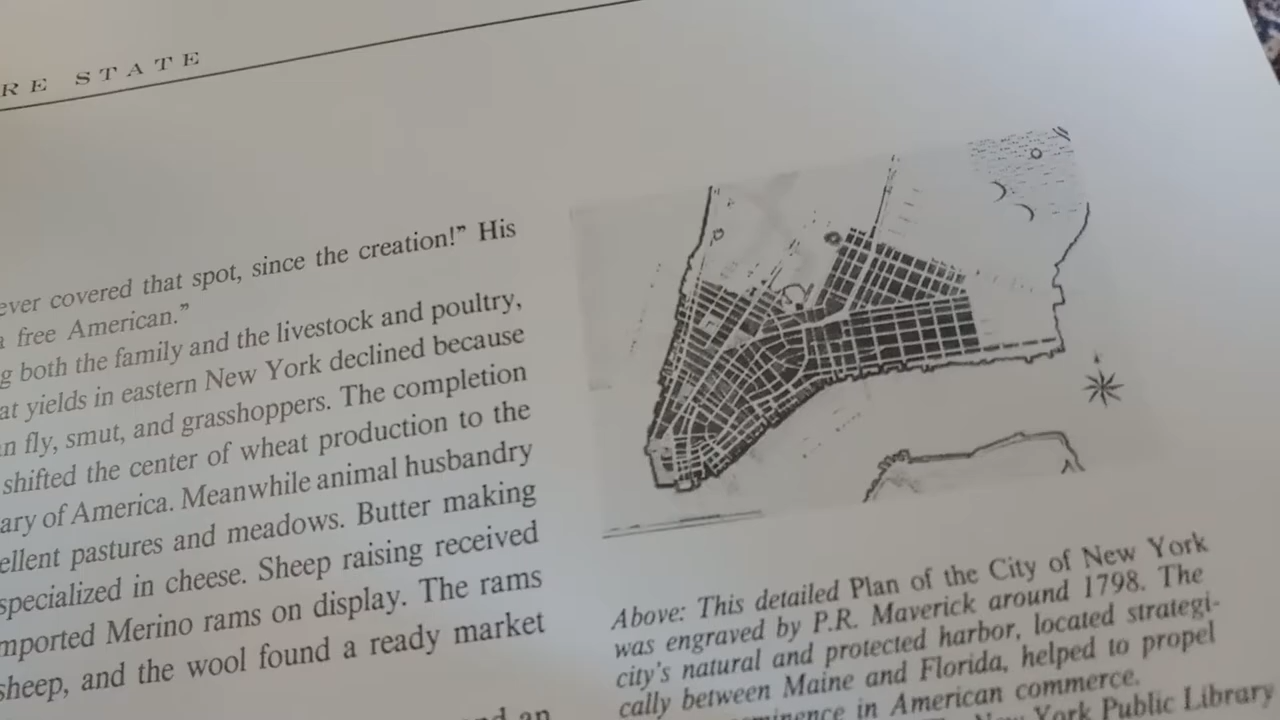 RE STATE
ever covered that spot, since the creation!” His
a free American.”
g both the family and the livestock and poultry,
at yields in eastern New York declined because
n fly, smut, and grasshoppers. The completion
shifted the center of wheat production to the
ary of America. Meanwhile animal husbandry
ellent pastures and meadows. Butter making
specialized in cheese. Sheep raising received
mported Merino rams on display. The rams
sheep, and the wool found a ready market
Above: This detailed Plan of the City of New York
was engraved by P.R. Maverick around 1798. The
city's natural and protected harbor, located strategi-
cally between Maine and Florida, helped to propel
minence in American commerce.
New York Public Library